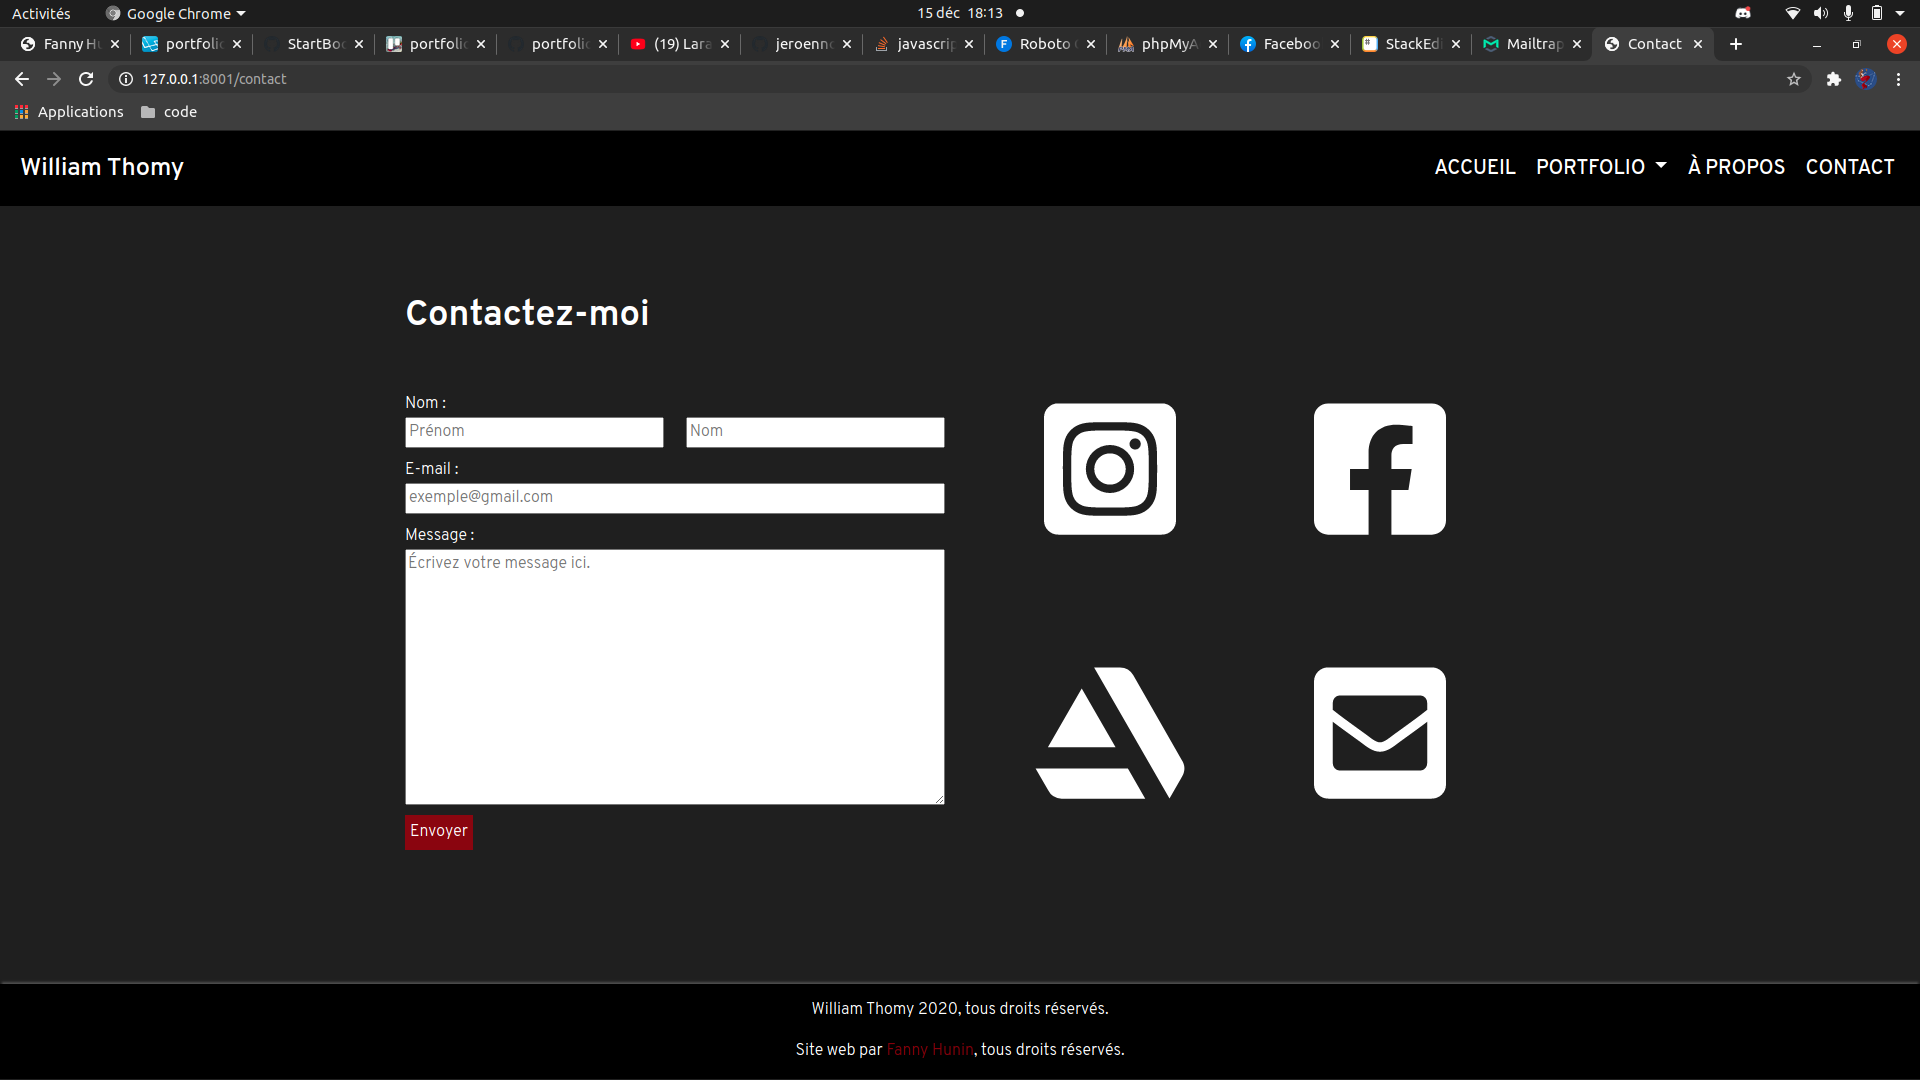 Activités Google Chrome 15 déc 18:13
Fanny Hu portfolio StartBoo portfolio portfolio (19) Lara jeroenno javascrip Roboto phpMyA Faceboo StackEdi Mailtrap Contact
127.0.0.1:8001/contact
Applications code
William Thomy ACCUEIL PORTFOLIO À PROPOS CONTACT
Contactez-moi
Nom :
Prénom Nom
E-mail :
exemple@gmail.com
Message :
Écrivez votre message ici.
Envoyer
William Thomy 2020, tous droits réservés.
Site web par Fanny Hunin, tous droits réservés.